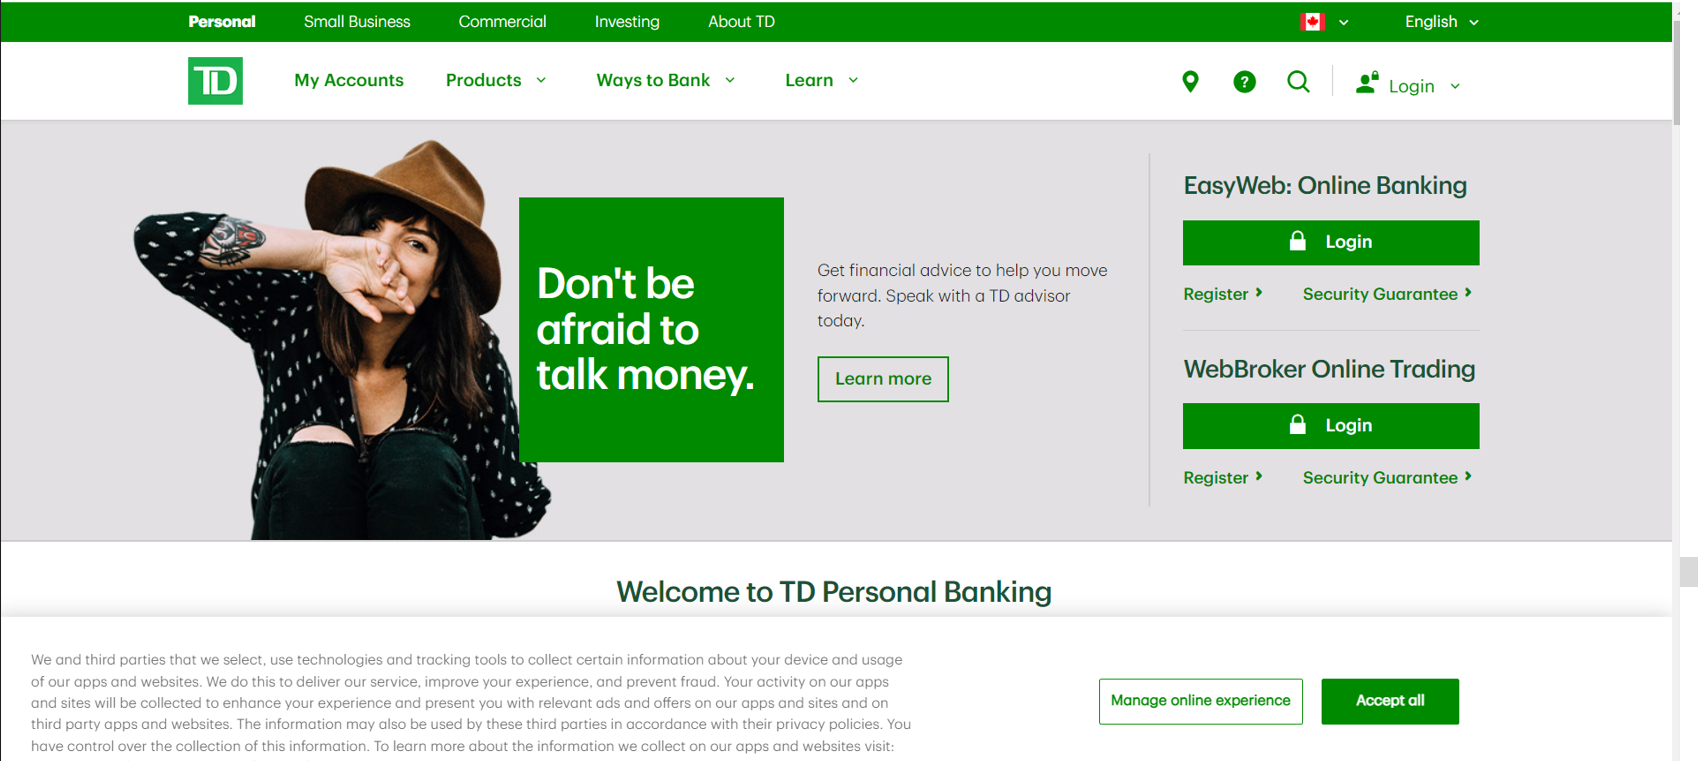 Personal Small Business Commercial Investing About TD English
TD My Accounts Products Ways to Bank Learn ? Login
Don't be
afraid to
talk money.
Get financial advice to help you move
forward. Speak with a TD advisor
today.
Learn more
EasyWeb: Online Banking
Login
Register Security Guarantee
WebBroker Online Trading
Login
Register Security Guarantee
Welcome to TD Personal Banking
We and third parties that we select, use technologies and tracking tools to collect certain information about your device and usage
of our apps and websites. We do this to deliver our service, improve your experience, and prevent fraud. Your activity on our apps
and sites will be collected to enhance your experience and present you with relevant ads and offers on our apps and sites and on
third party apps and websites. The information may also be used by these third parties in accordance with their privacy policies. You
have control over the collection of this information. To learn more about the information we collect on our apps and websites visit:
Manage online experience
Accept all